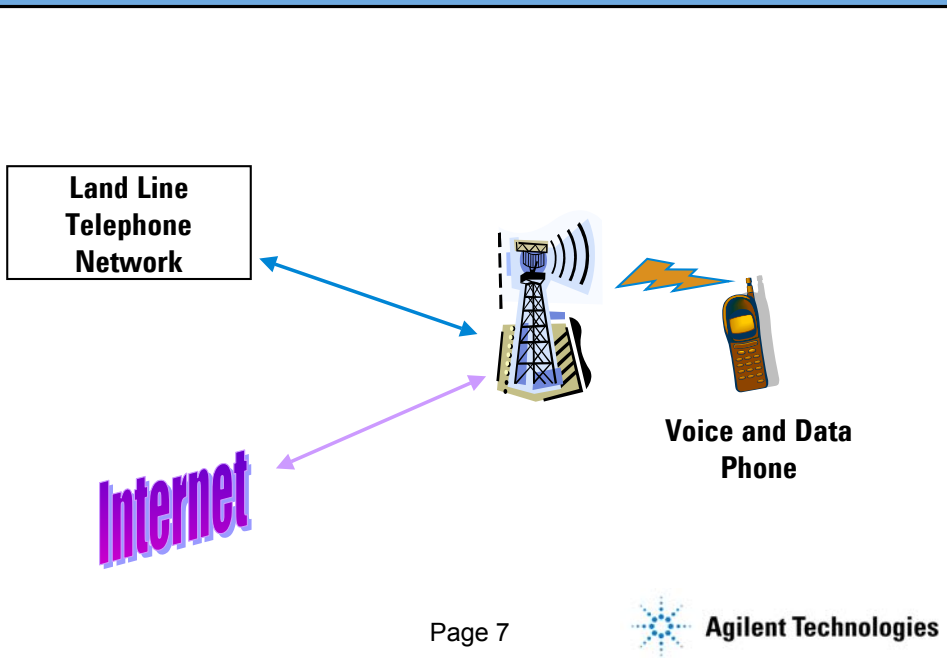 Land Line
Telephone
Network
Voice and Data
Phone
Internet
Page 7
Agilent Technologies